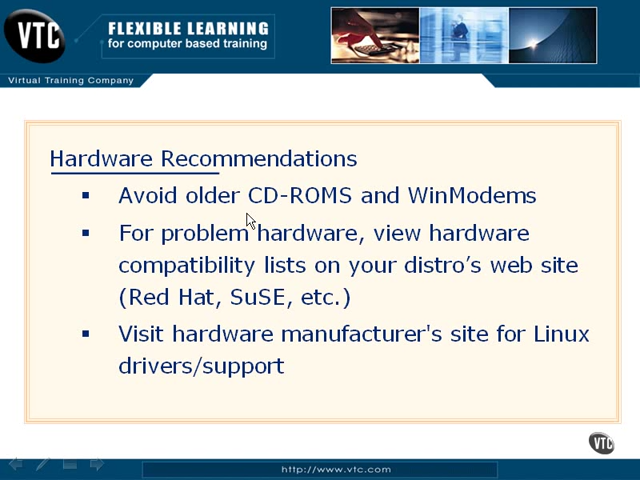 VTC
FLEXIBLE LEARNING
for computer based training
Virtual Training Company
Hardware Recommendations
▪ Avoid older CD-ROMS and WinModems
▪ For problem hardware, view hardware
compatibility lists on your distro's web site
(Red Hat, SuSE, etc.)
▪ Visit hardware manufacturer's site for Linux
drivers/support
VTC
http://www.vtc.com